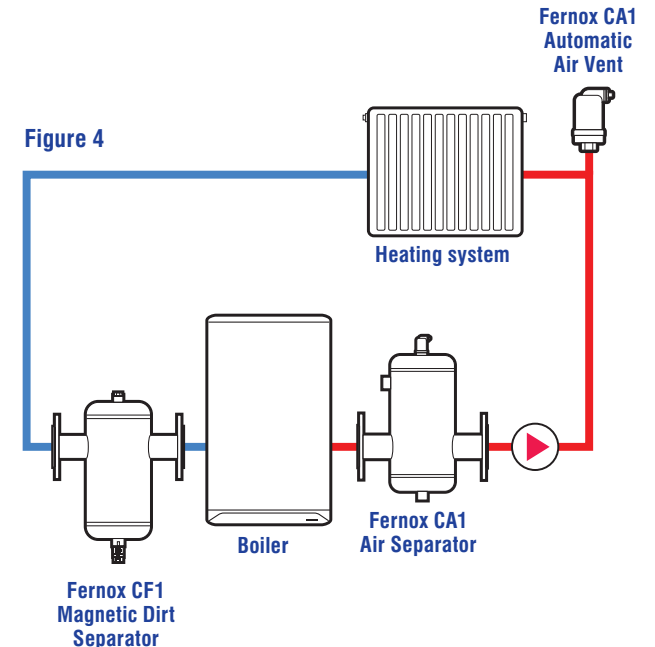 Fernox CA1
Automatic
Air Vent
Figure 4
Heating system
Boiler
Fernox CA1
Air Separator
Fernox CF1
Magnetic Dirt
Separator